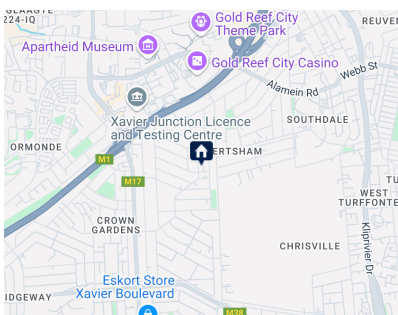 GLAAGTE
224-IQ
Apartheid Museum
Gold Reef City
Theme Park
REUVEN
Gold Reef City Casino
Webb St
Alamein Rd
SOUTHDALE
Xavier Junction Licence
and Testing Centre
ORMONDE
ERTSHAM
M1
M17
TU
WEST
TURFFONTE
CROWN
GARDENS
CHRISVILLE
Kliprivier Dr
Eskort Store
Xavier Boulevard
IDGEWAY
M38